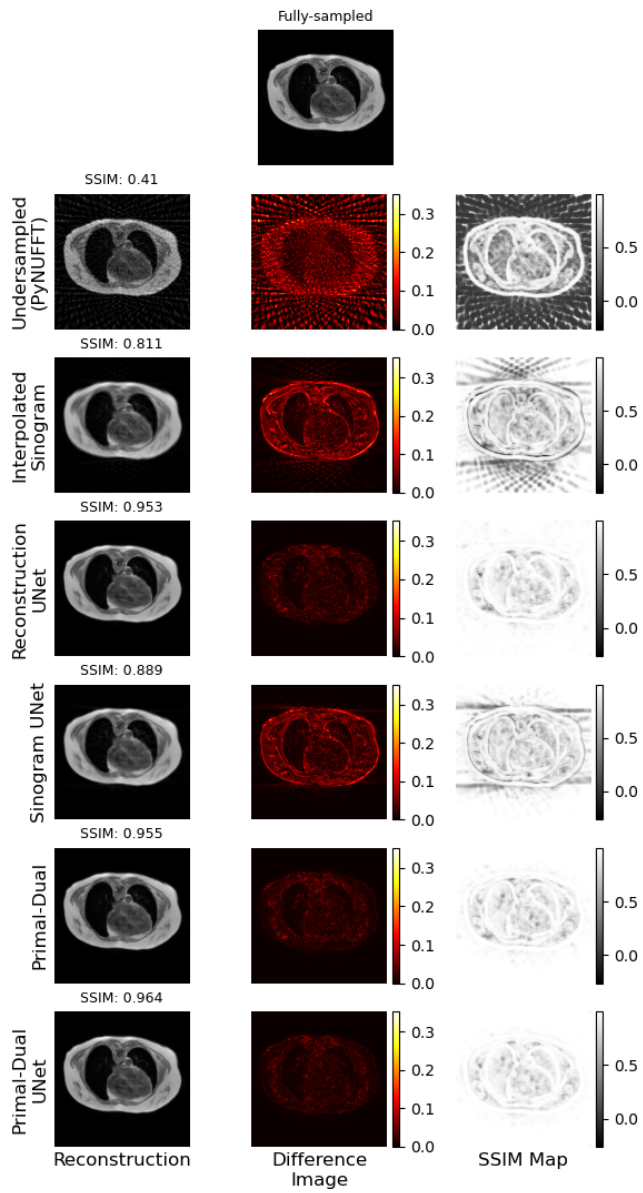 Fully-sampled
SSIM: 0.41
Undersampled
(PyNUFFT)
0.3
0.2
0.1
0.0
0.5
0.0
SSIM: 0.811
Interpolated
Sinogram
0.3
0.2
0.1
0.0
0.5
0.0
SSIM: 0.953
Reconstruction
UNet
0.3
0.2
0.1
0.0
0.5
0.0
SSIM: 0.889
Sinogram UNet
0.3
0.2
0.1
0.0
0.5
0.0
SSIM: 0.955
Primal-Dual
0.3
0.2
0.1
0.0
0.5
0.0
SSIM: 0.964
Primal-Dual
UNet
0.3
0.2
0.1
0.0
0.5
0.0
Reconstruction
Difference
Image
SSIM Map